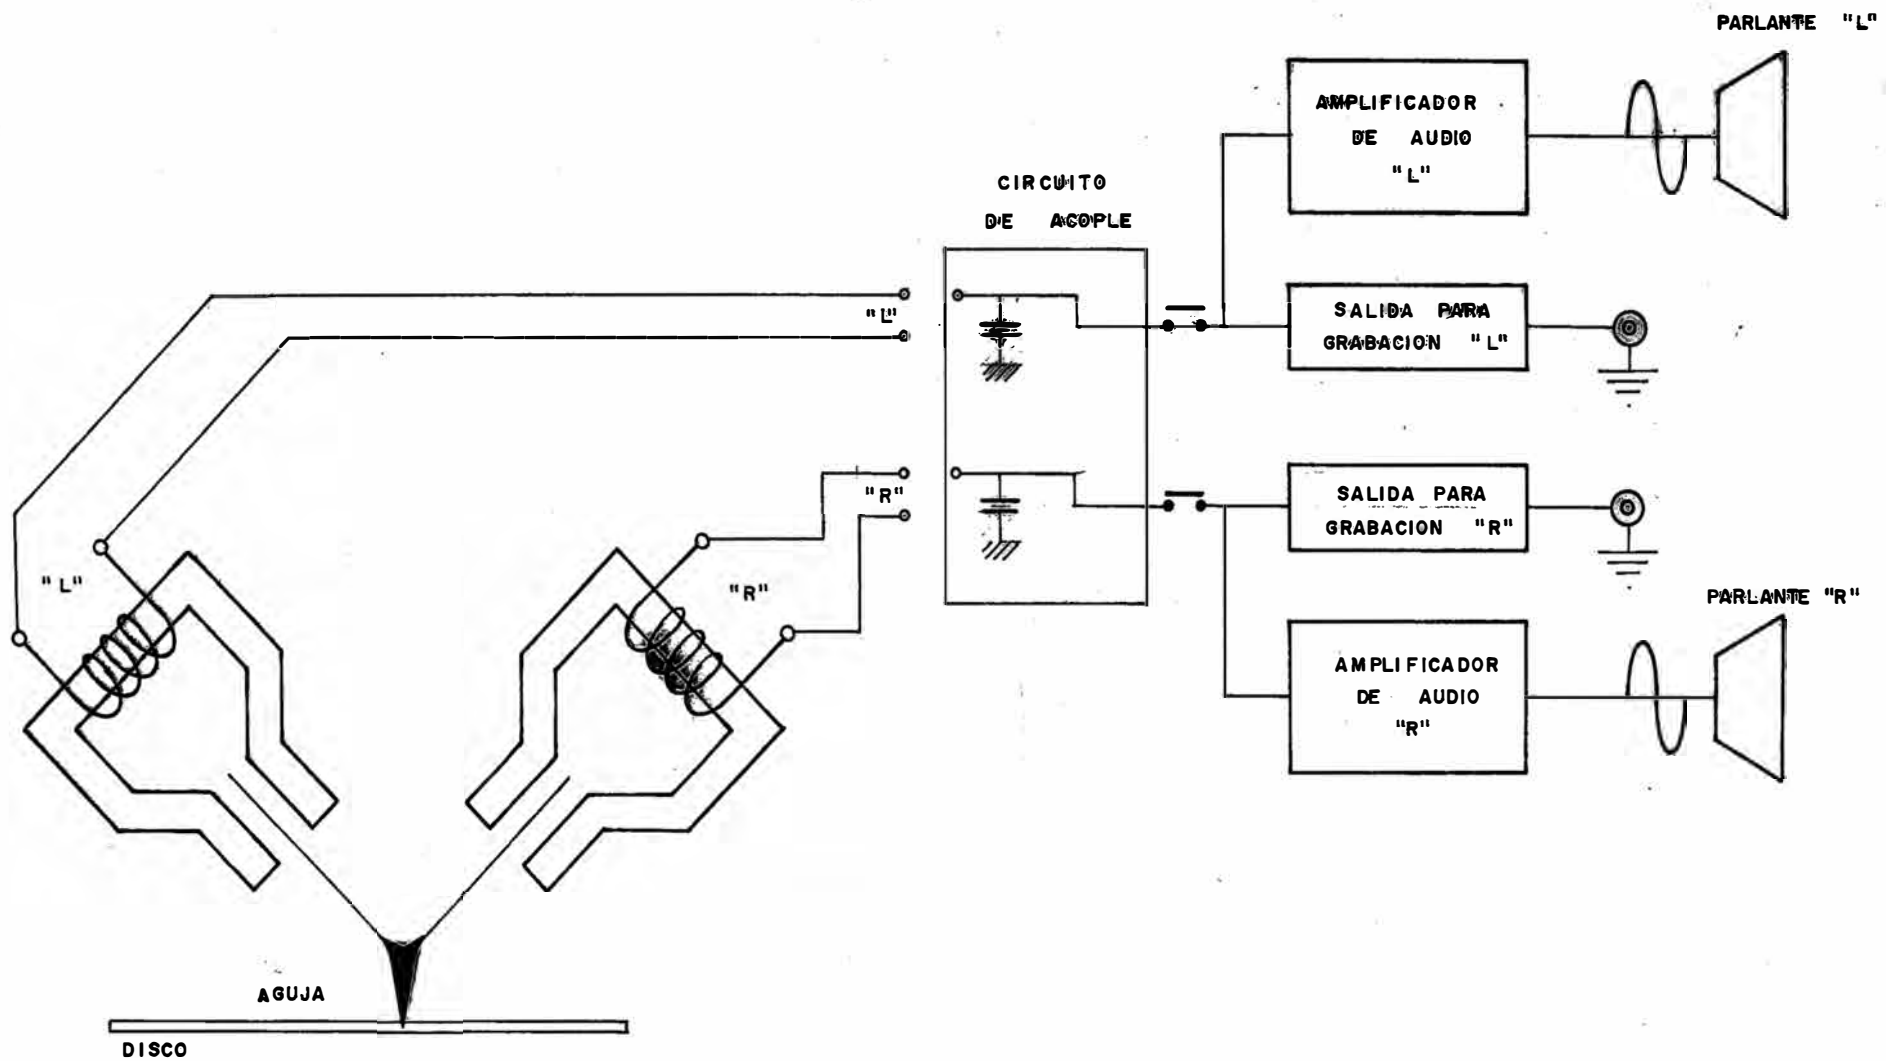 PARLANTE "L"
AMPLIFICADOR
DE AUDIO
"L"
CIRCUITO
DE ACOPLE
"L"
SALIDA PARA
GRABACION "L"
"R"
SALIDA PARA
GRABACION "R"
"L"
"R"
PARLANTE "R"
AMPLIFICADOR
DE AUDIO
"R"
AGUJA
DISCO